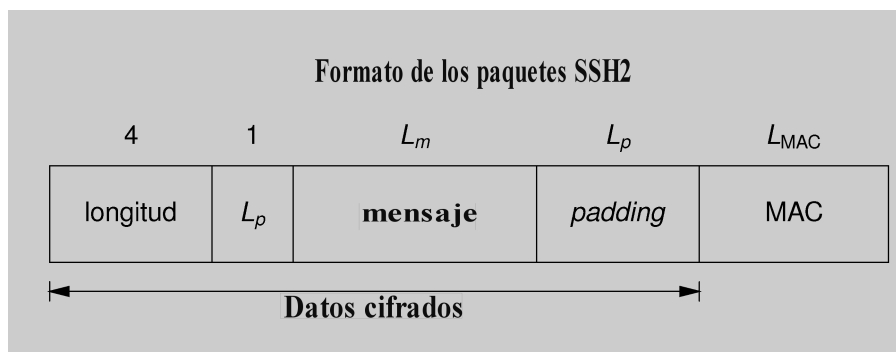 Formato de los paquetes SSH2
4 1 Lm Lp LMAC
longitud Lp mensaje padding MAC
Datos cifrados